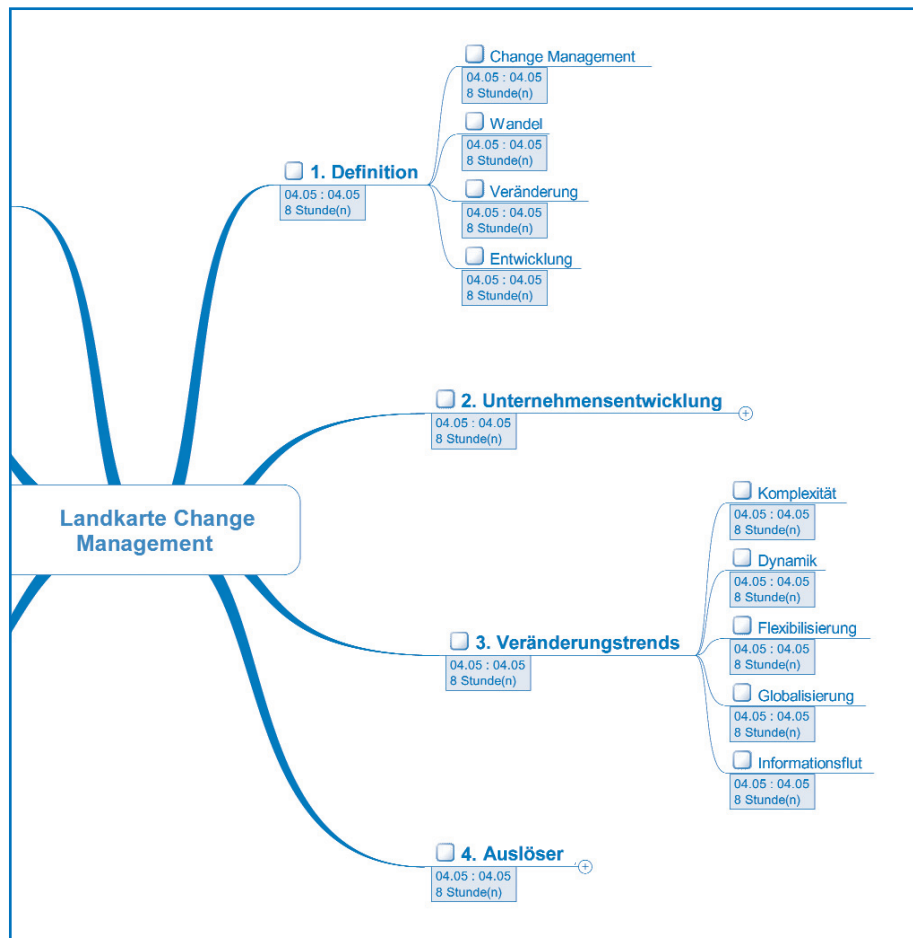 Landkarte Change
Management
1. Definition
04.05 : 04.05
8 Stunde(n)
Change Management
04.05 : 04.05
8 Stunde(n)
Wandel
04.05 : 04.05
8 Stunde(n)
Veränderung
04.05 : 04.05
8 Stunde(n)
Entwicklung
04.05 : 04.05
8 Stunde(n)
2. Unternehmensentwicklung
04.05 : 04.05
8 Stunde(n)
3. Veränderungstrends
04.05 : 04.05
8 Stunde(n)
Komplexität
04.05 : 04.05
8 Stunde(n)
Dynamik
04.05 : 04.05
8 Stunde(n)
Flexibilisierung
04.05 : 04.05
8 Stunde(n)
Globalisierung
04.05 : 04.05
8 Stunde(n)
Informationsflut
04.05 : 04.05
8 Stunde(n)
4. Auslöser
04.05 : 04.05
8 Stunde(n)